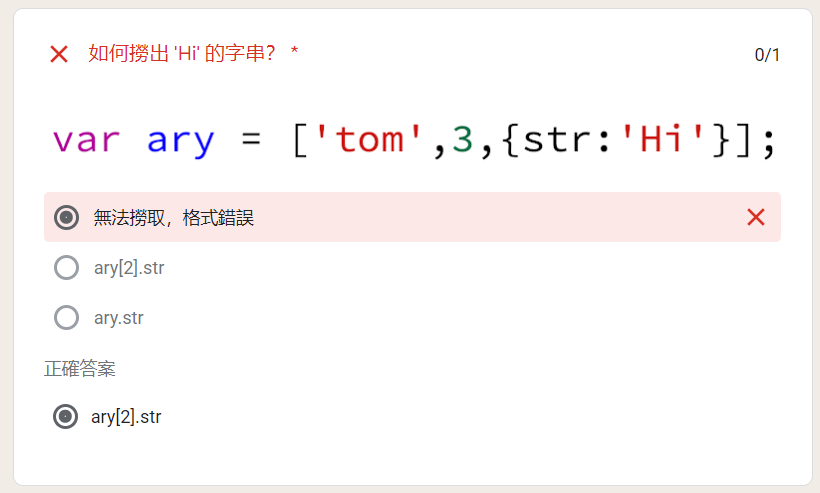 如何撈出 'Hi' 的字串? *
0/1
var ary = ['tom',3,{str:'Hi'}];
無法撈取，格式錯誤
ary[2].str
ary.str
正確答案
ary[2].str